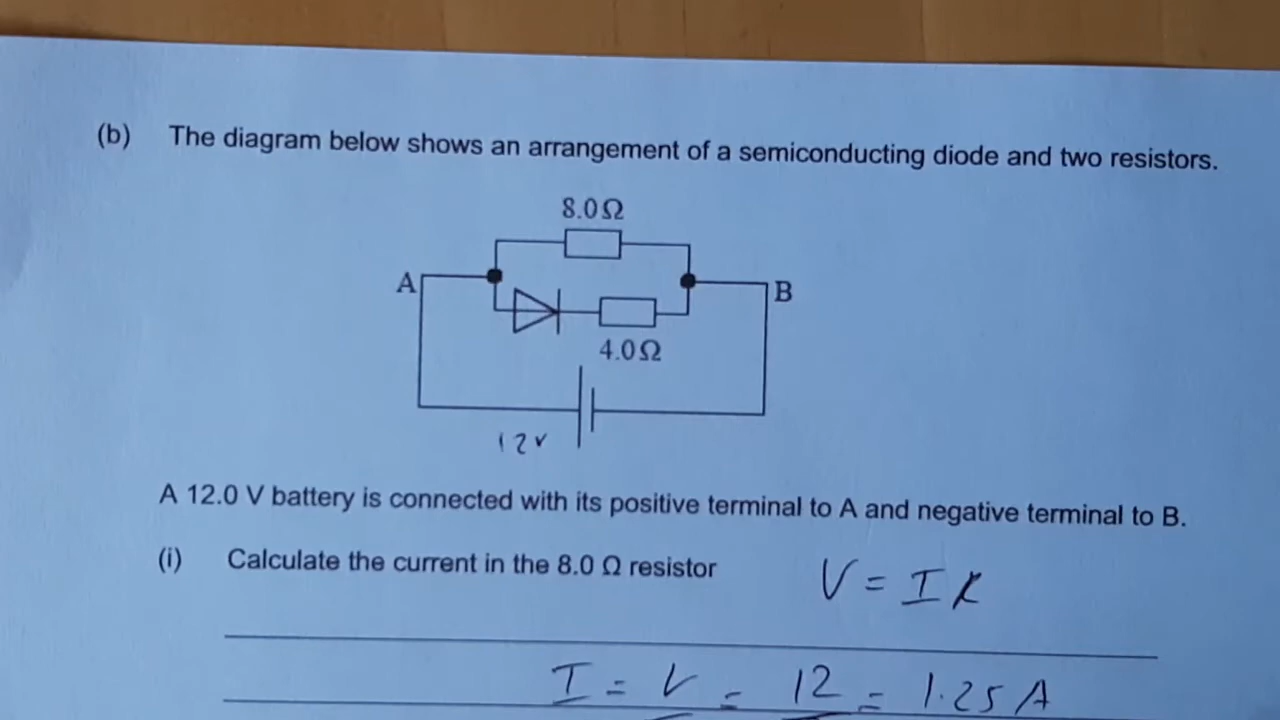 (b) The diagram below shows an arrangement of a semiconducting diode and two resistors.
8.0Ω
A
B
4.0Ω
12V
A 12.0 V battery is connected with its positive terminal to A and negative terminal to B.
(i) Calculate the current in the 8.0 Ω resistor
V = IR
I = V = 12 = 1.25 A